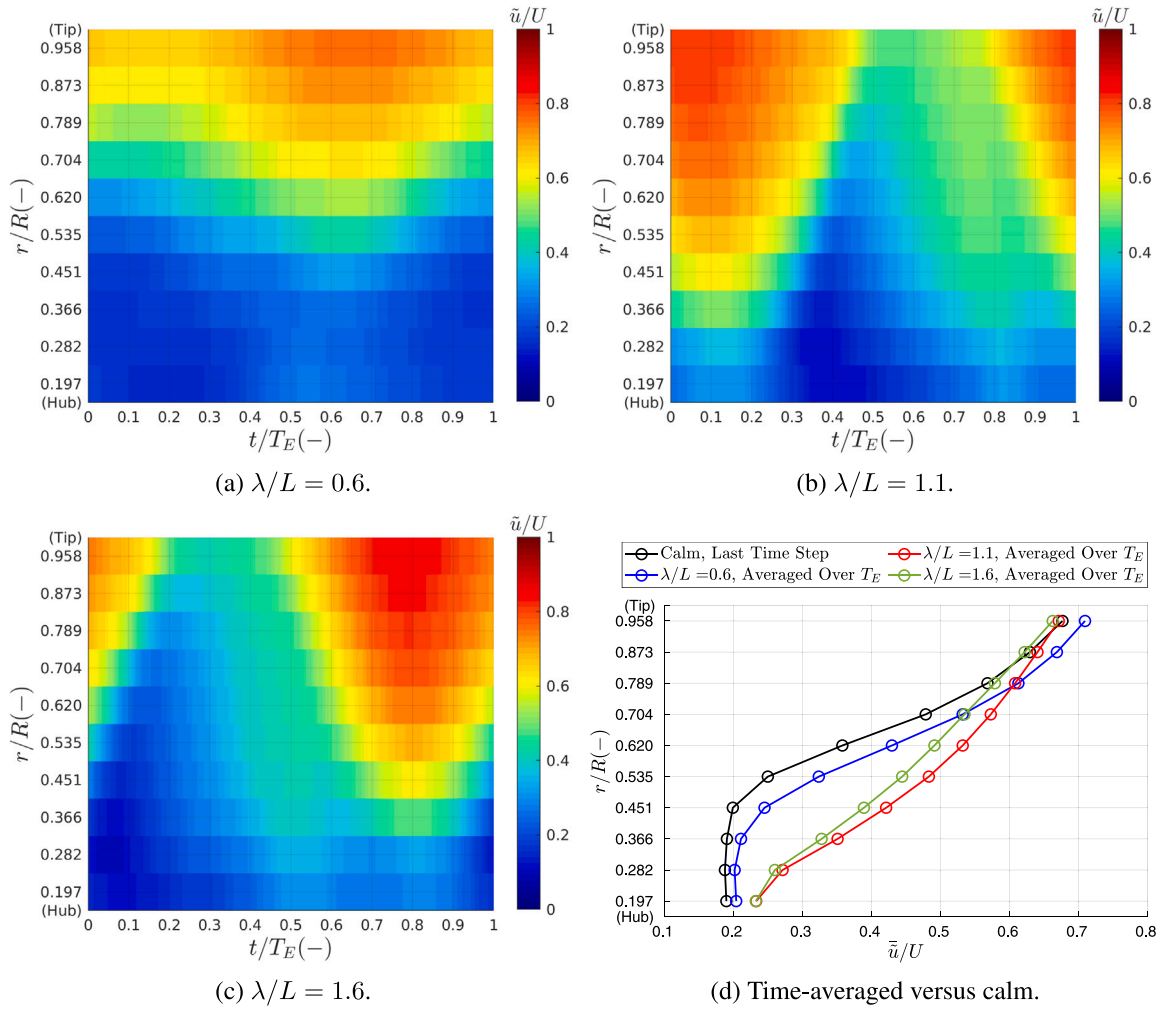 (Tip)
0.958
0.873
0.789
0.704
0.620
0.535
0.451
0.366
0.282
0.197
(Hub)
r/R(−)
0 0.1 0.2 0.3 0.4 0.5 0.6 0.7 0.8 0.9 1
t/T_E(−)
ũ/U
1
0.8
0.6
0.4
0.2
0
(a) λ/L = 0.6.
(Tip)
0.958
0.873
0.789
0.704
0.620
0.535
0.451
0.366
0.282
0.197
(Hub)
r/R(−)
0 0.1 0.2 0.3 0.4 0.5 0.6 0.7 0.8 0.9 1
t/T_E(−)
ũ/U
1
0.8
0.6
0.4
0.2
0
(b) λ/L = 1.1.
(Tip)
0.958
0.873
0.789
0.704
0.620
0.535
0.451
0.366
0.282
0.197
(Hub)
r/R(−)
0 0.1 0.2 0.3 0.4 0.5 0.6 0.7 0.8 0.9 1
t/T_E(−)
ũ/U
1
0.8
0.6
0.4
0.2
0
(c) λ/L = 1.6.
Calm, Last Time Step
λ/L =0.6, Averaged Over T_E
λ/L =1.1, Averaged Over T_E
λ/L =1.6, Averaged Over T_E
(Tip)
0.958
0.873
0.789
0.704
0.620
0.535
0.451
0.366
0.282
0.197
(Hub)
r/R(−)
0.1 0.2 0.3 0.4 0.5 0.6 0.7 0.8
ũ̄/U
(d) Time-averaged versus calm.